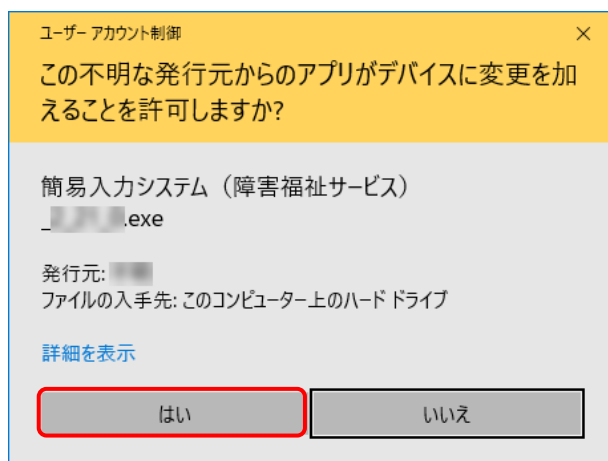 ユーザー アカウント制御
この不明な発行元からのアプリがデバイスに変更を加
えることを許可しますか?
簡易入力システム（障害福祉サービス）
_ .exe
発行元:
ファイルの入手先: このコンピューター上のハード ドライブ
詳細を表示
はい
いいえ